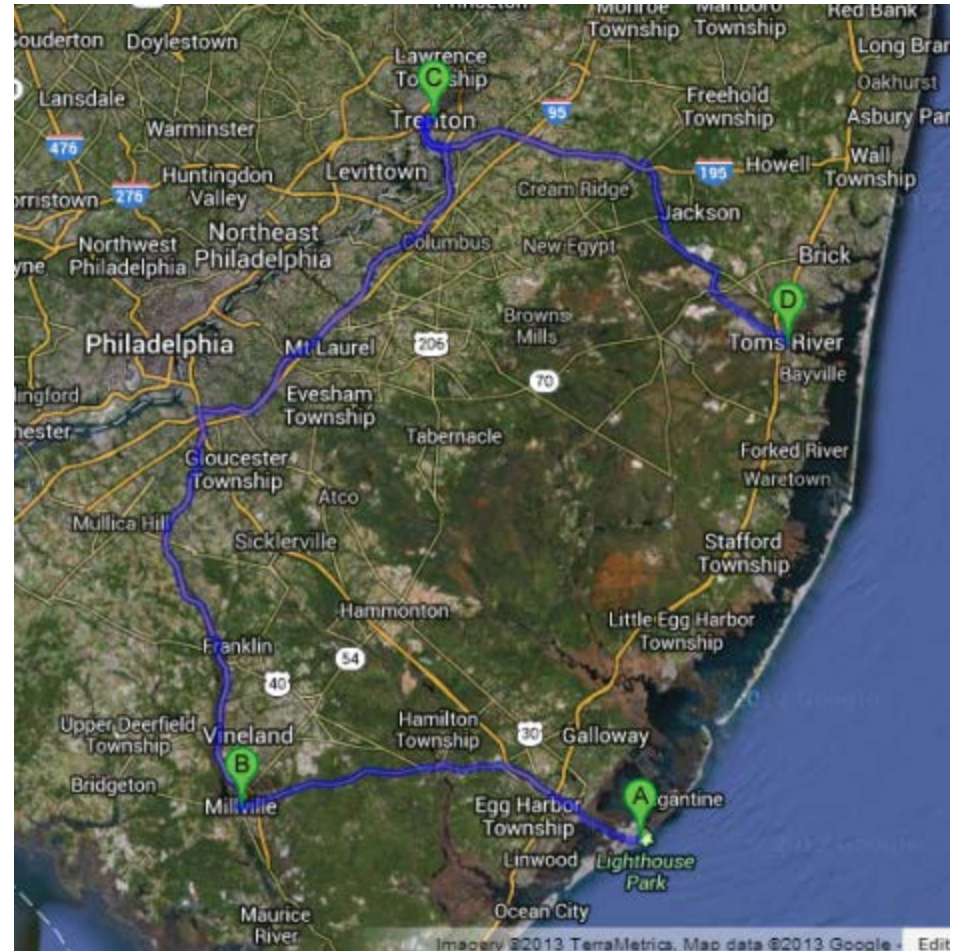 Monroe
Township
Marlboro
Township
Red Bank
Souderton
Doylestown
Lawrence
Township
Long Bran
C
Oakhurst
Lansdale
95
Freehold
Township
Asbury Par
Trenton
Warminster
476
Wall
Township
Howell
195
Levittown
Huntingdon
Valley
276
orristown
Cream Ridge
Jackson
Northeast
Philadelphia
Columbus
New Egypt
Northwest
Philadelphia
Brick
yne
D
Browns
Mills
Philadelphia
Mt Laurel
206
Toms River
Bayville
70
lingford
Evesham
Township
hester
Tabernacle
Forked River
Gloucester
Township
Waretown
Atco
Mullica Hill
Sicklerville
Stafford
Township
Hammonton
Little Egg Harbor
Township
Franklin
54
40
Upper Deerfield
Township
Vineland
Hamilton
Township
30
Galloway
B
Bridgeton
A
gantine
Millville
Egg Harbor
Township
Linwood
Lighthouse
Park
Maurice
River
Ocean City
Imagery ©2013 TerraMetrics, Map data ©2013 Google
Edit